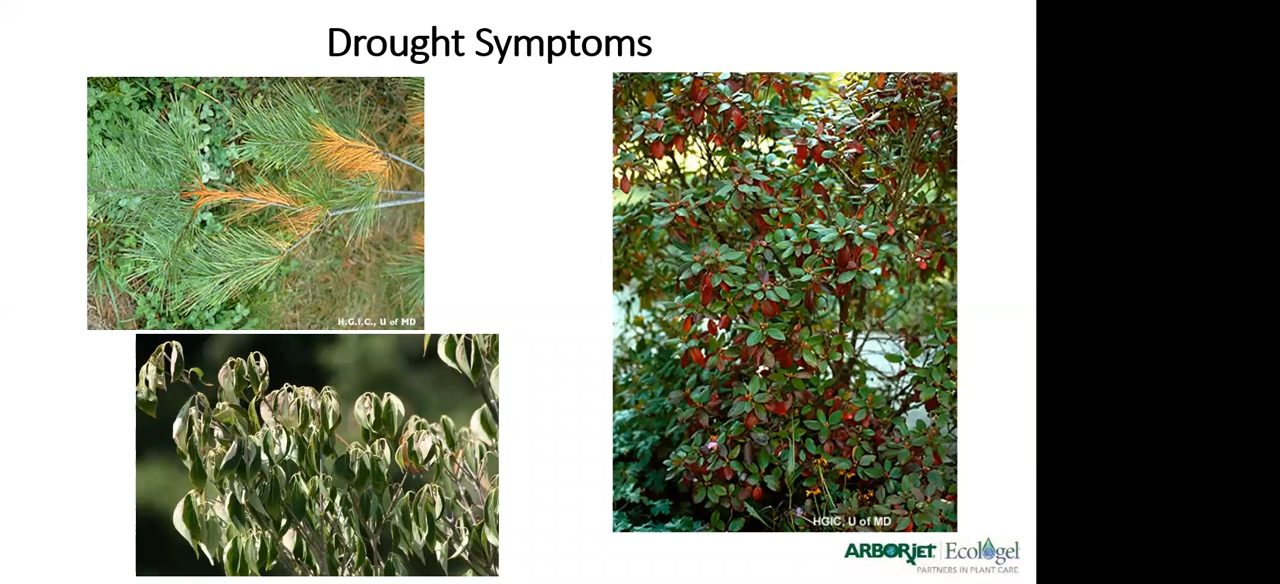 Drought Symptoms
H.G.I.C., U of MD
HGIC, U of MD
ARBORjet Ecologel
PARTNERS IN PLANT CARE